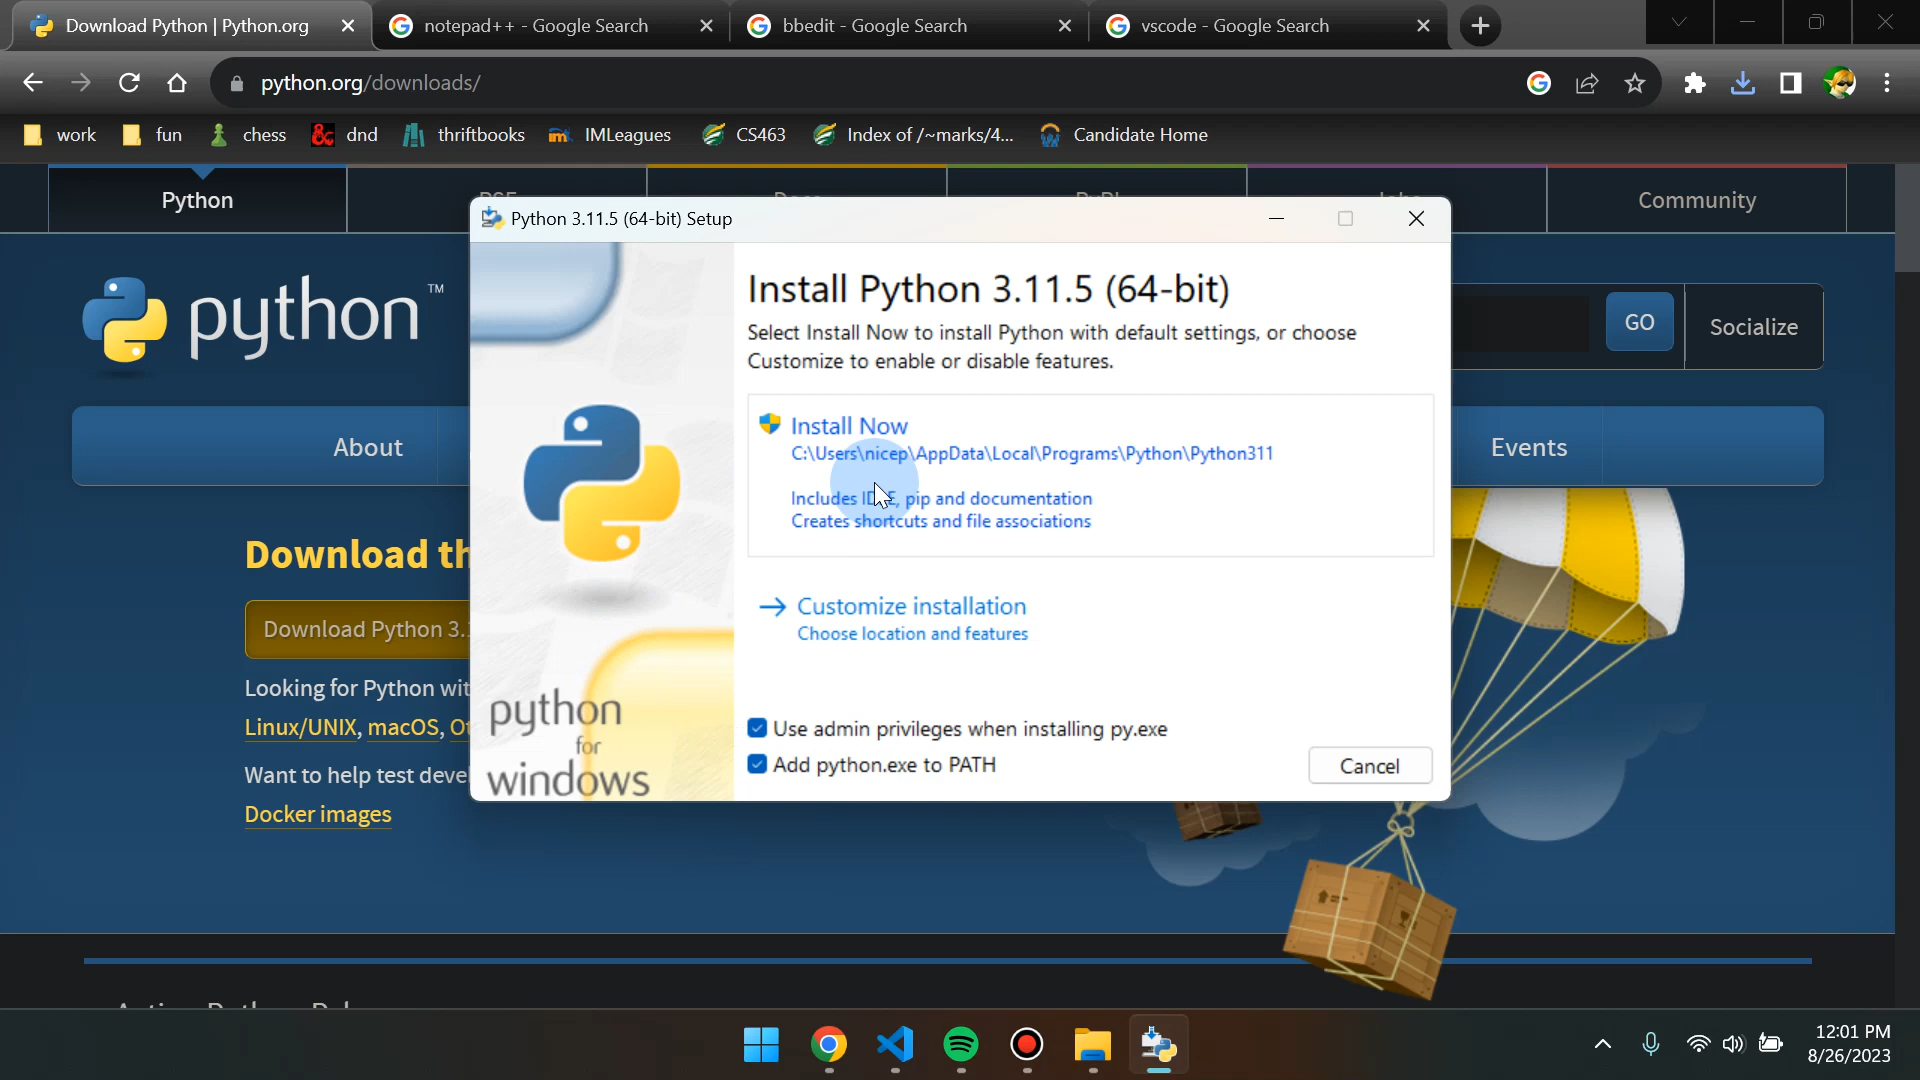 Download Python | Python.org
notepad++ - Google Search
bbedit - Google Search
vscode - Google Search
python.org/downloads/
work
fun
chess
dnd
thriftbooks
IMLeagues
CS463
Index of /~marks/4...
Candidate Home
Python
Community
Python 3.11.5 (64-bit) Setup
python™
Install Python 3.11.5 (64-bit)
Select Install Now to install Python with default settings, or choose
Customize to enable or disable features.
GO
Socialize
Install Now
C:\Users\nicep\AppData\Local\Programs\Python\Python311
Includes IDLE, pip and documentation
Creates shortcuts and file associations
About
Events
Download th
Customize installation
Choose location and features
Download Python 3.
Looking for Python wit
Linux/UNIX, macOS, Ot
Want to help test deve
Docker images
python
for
windows
Use admin privileges when installing py.exe
Add python.exe to PATH
Cancel
12:01 PM
8/26/2023